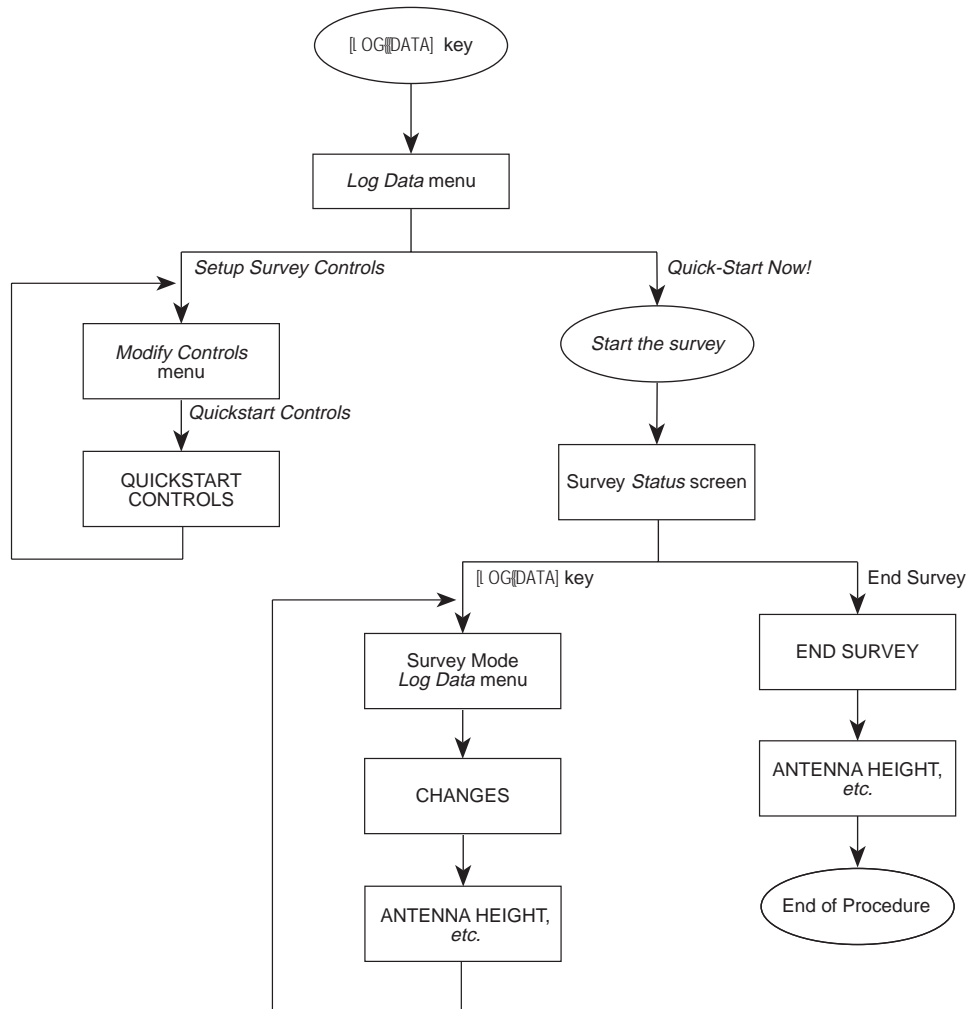 [LOG DATA] key
Log Data menu
Setup Survey Controls
Quick-Start Now!
Modify Controls
menu
Start the survey
Quickstart Controls
QUICKSTART
CONTROLS
Survey Status screen
[LOG DATA] key
End Survey
Survey Mode
Log Data menu
END SURVEY
CHANGES
ANTENNA HEIGHT,
etc.
ANTENNA HEIGHT,
etc.
End of Procedure